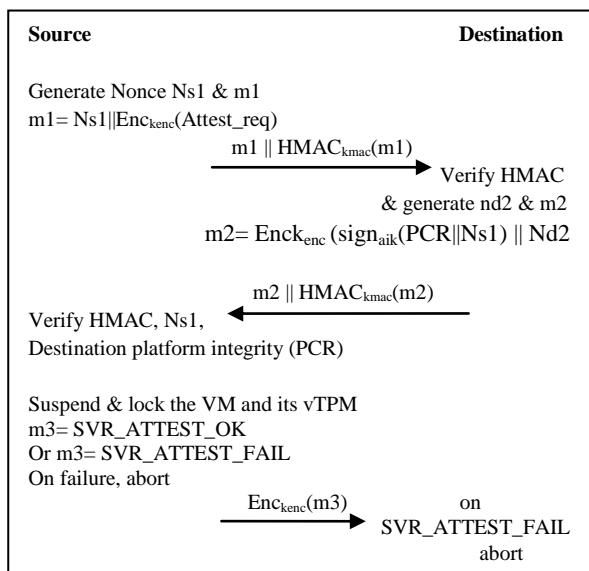 Source Destination
Generate Nonce Ns1 & m1
m1= Ns1||Enckenc(Attest_req)
m1 || HMACkmac(m1)
Verify HMAC
& generate nd2 & m2
m2= Enckenc (signaik(PCR||Ns1) || Nd2
m2 || HMACkmac(m2)
Verify HMAC, Ns1,
Destination platform integrity (PCR)
Suspend & lock the VM and its vTPM
m3= SVR_ATTEST_OK
Or m3= SVR_ATTEST_FAIL
On failure, abort
Enckenc(m3)
on
SVR_ATTEST_FAIL
abort